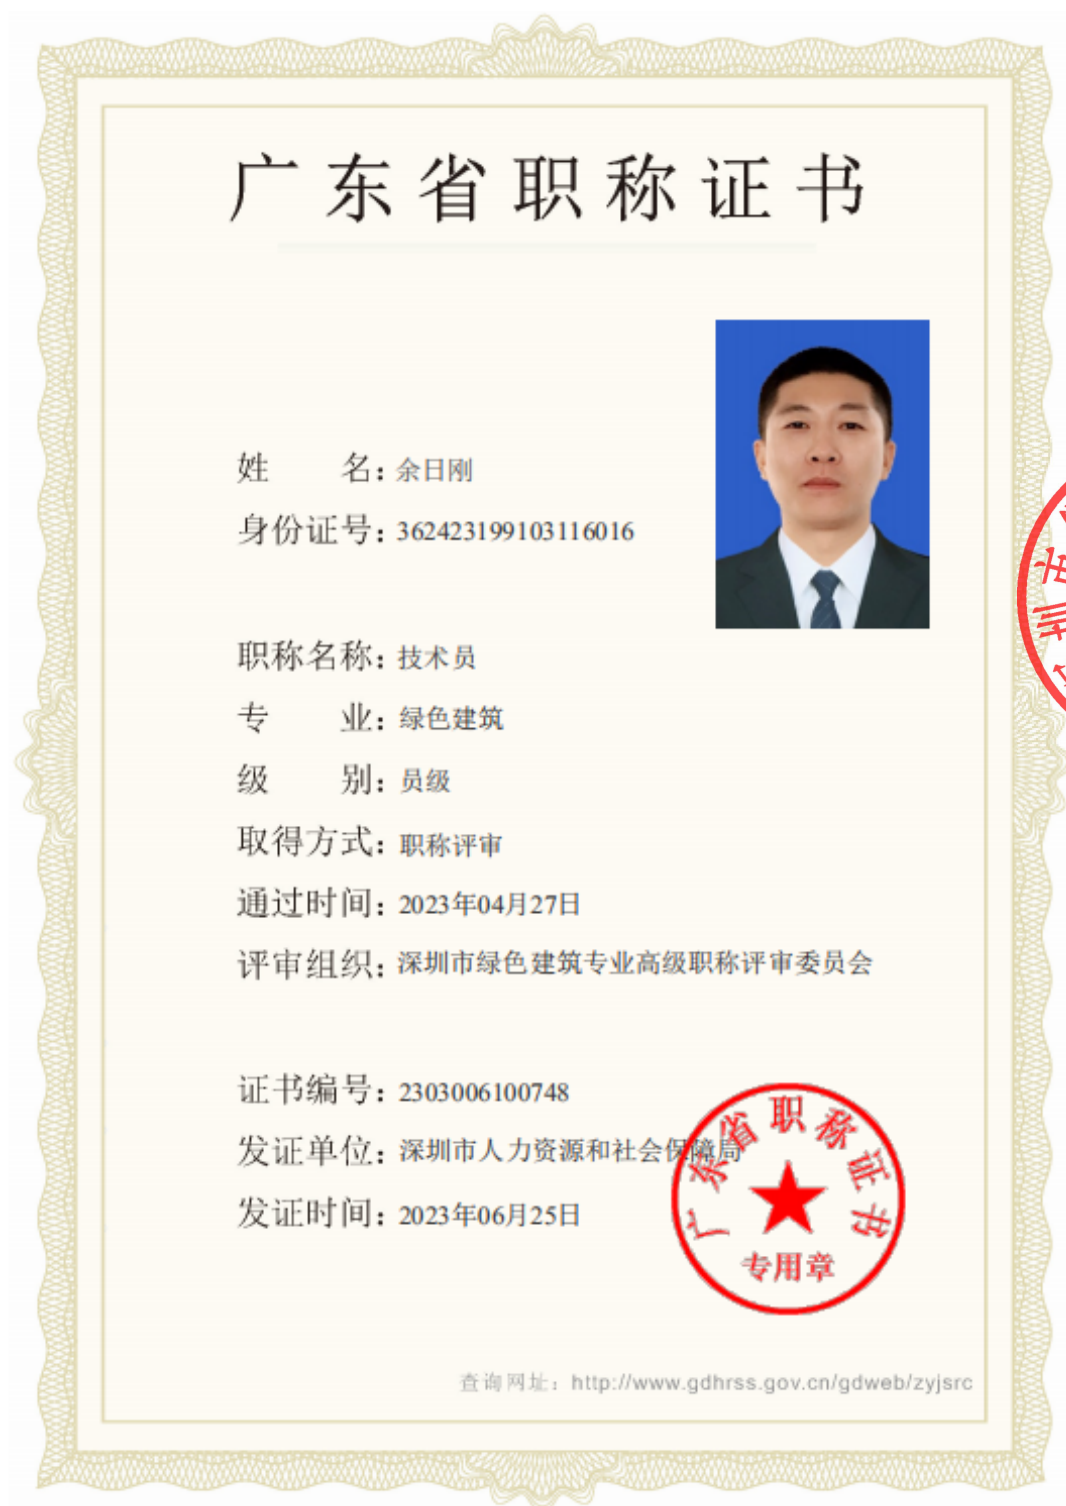 广东省职称证书
姓 名：余日刚
身份证号：362423199103116016
职称名称：技术员
专 业：绿色建筑
级 别：员级
取得方式：职称评审
通过时间：2023年04月27日
评审组织：深圳市绿色建筑专业高级职称评审委员会
证书编号：2303006100748
发证单位：深圳市人力资源和社会保障局
发证时间：2023年06月25日
广东省职称证书
专用章
查询网址：http://www.gdhrss.gov.cn/gdweb/zyjsrc